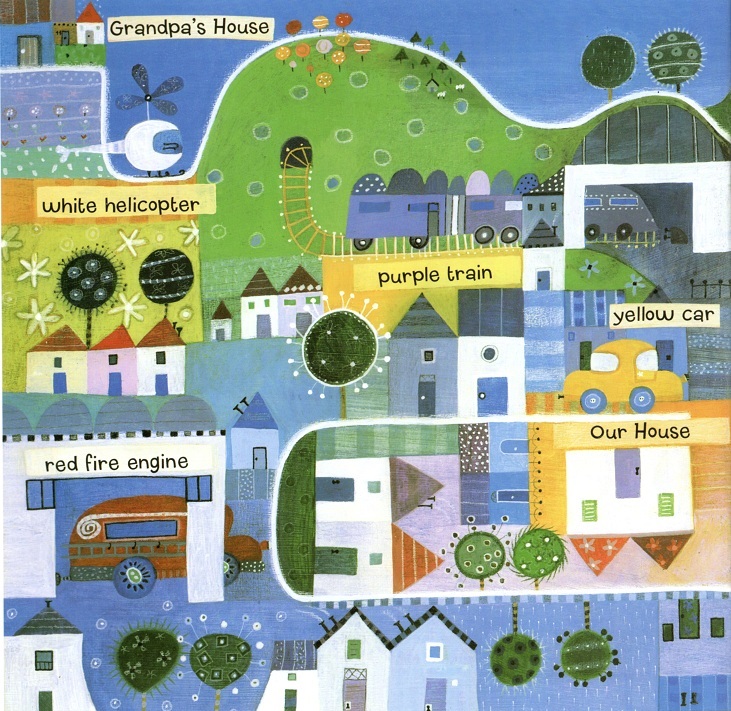 Grandpa's House
white helicopter
purple train
yellow car
Our House
red fire engine